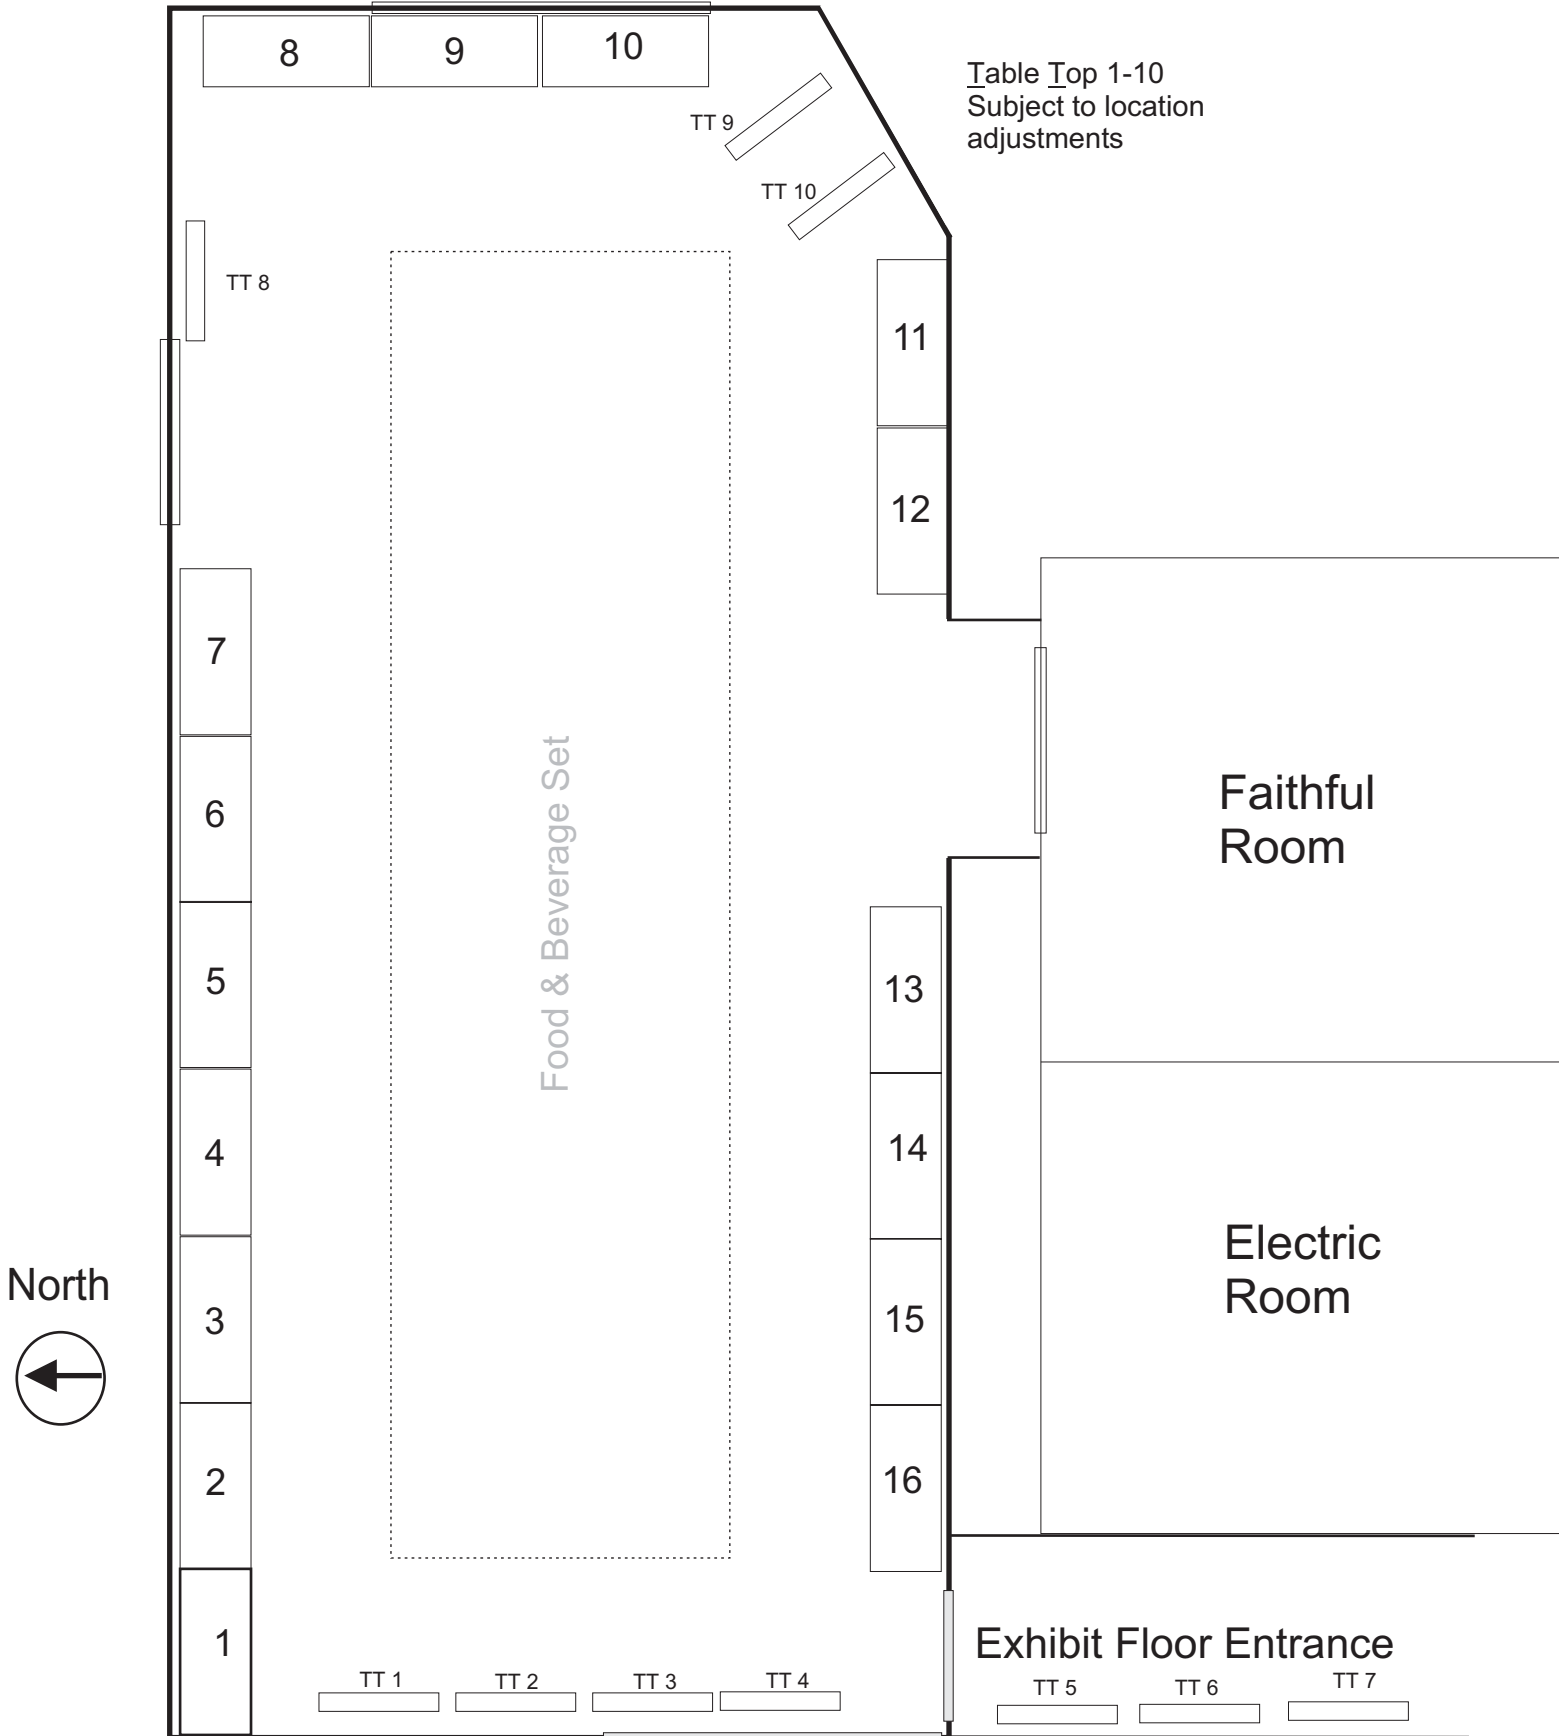 8
9
10
Table Top 1-10
Subject to location
adjustments
TT 9
TT 10
TT 8
11
12
7
6
5
4
3
2
1
Food & Beverage Set
Faithful
Room
13
14
15
16
Electric
Room
North
Exhibit Floor Entrance
TT 1
TT 2
TT 3
TT 4
TT 5
TT 6
TT 7